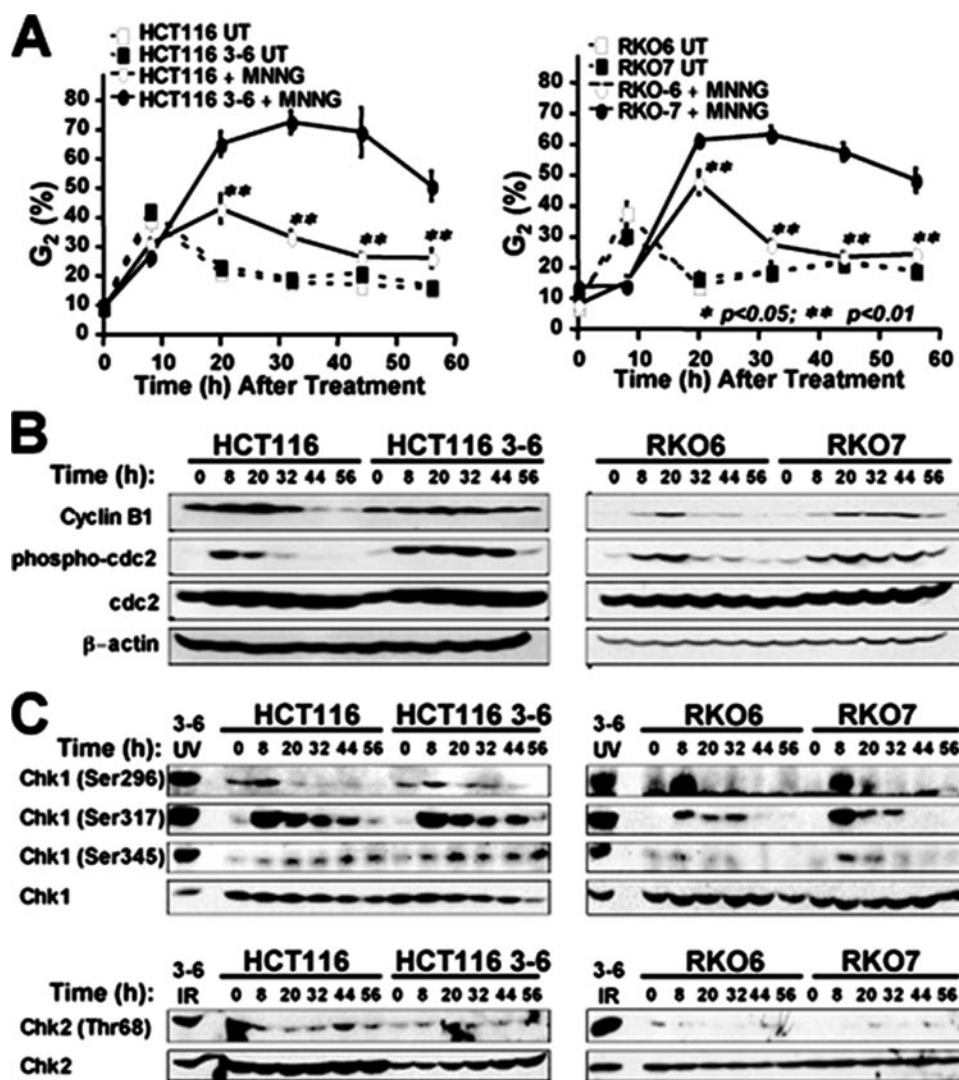 A
HCT116 UT
HCT116 3-6 UT
HCT116 + MNNG
HCT116 3-6 + MNNG
G2 (%)
80
70
60
50
40
30
20
10
0
**
**
**
**
0 10 20 30 40 50 60
Time (h) After Treatment
RKO6 UT
RKO7 UT
RKO-6 + MNNG
RKO-7 + MNNG
G2 (%)
80
70
60
50
40
30
20
10
0
**
**
**
**
* p<0.05; ** p<0.01
0 10 20 30 40 50 60
Time (h) After Treatment
B
HCT116 HCT116 3-6 RKO6 RKO7
Time (h): 0 8 20 32 44 56 0 8 20 32 44 56 0 8 20 32 44 56 0 8 20 32 44 56
Cyclin B1
phospho-cdc2
cdc2
β-actin
C
3-6 UV HCT116 HCT116 3-6 3-6 UV RKO6 RKO7
Time (h): 0 8 20 32 44 56 0 8 20 32 44 56 0 8 20 32 44 56 0 8 20 32 44 56
Chk1 (Ser296)
Chk1 (Ser317)
Chk1 (Ser345)
Chk1
3-6 IR HCT116 HCT116 3-6 3-6 IR RKO6 RKO7
Time (h): 0 8 20 32 44 56 0 8 20 32 44 56 0 8 20 32 44 56 0 8 20 32 44 56
Chk2 (Thr68)
Chk2